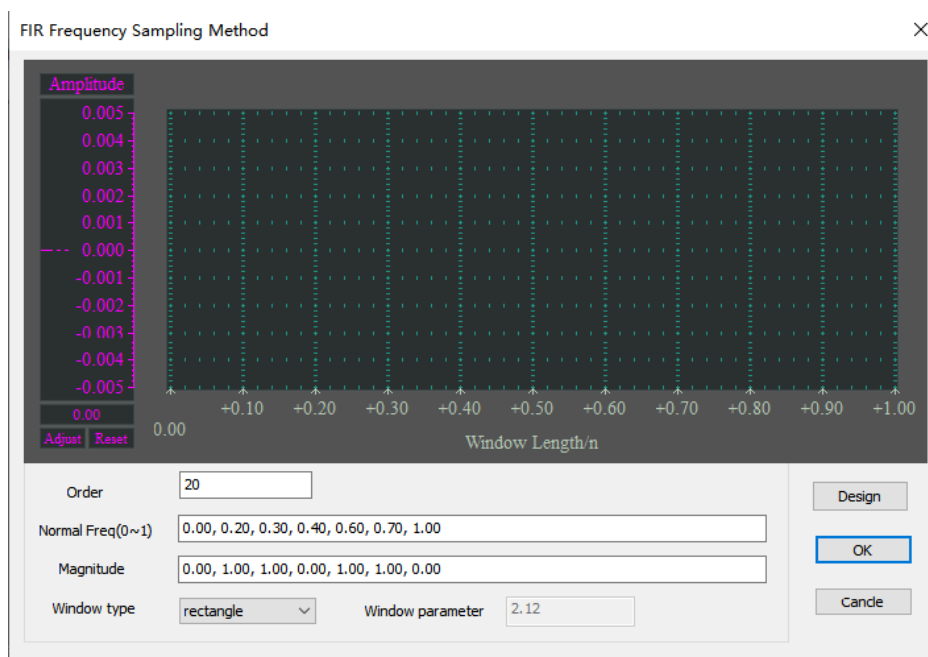 FIR Frequency Sampling Method
Amplitude
0.005
0.004
0.003
0.002
0.001
0.000
-0.001
-0.002
-0.003
-0.004
-0.005
0.00
Adjust Reset
0.00 +0.10 +0.20 +0.30 +0.40 +0.50 +0.60 +0.70 +0.80 +0.90 +1.00
Window Length/n
Order 20
Design
Normal Freq(0~1) 0.00, 0.20, 0.30, 0.40, 0.60, 0.70, 1.00
OK
Magnitude 0.00, 1.00, 1.00, 0.00, 1.00, 1.00, 0.00
Window type rectangle Window parameter 2.12
Cancle